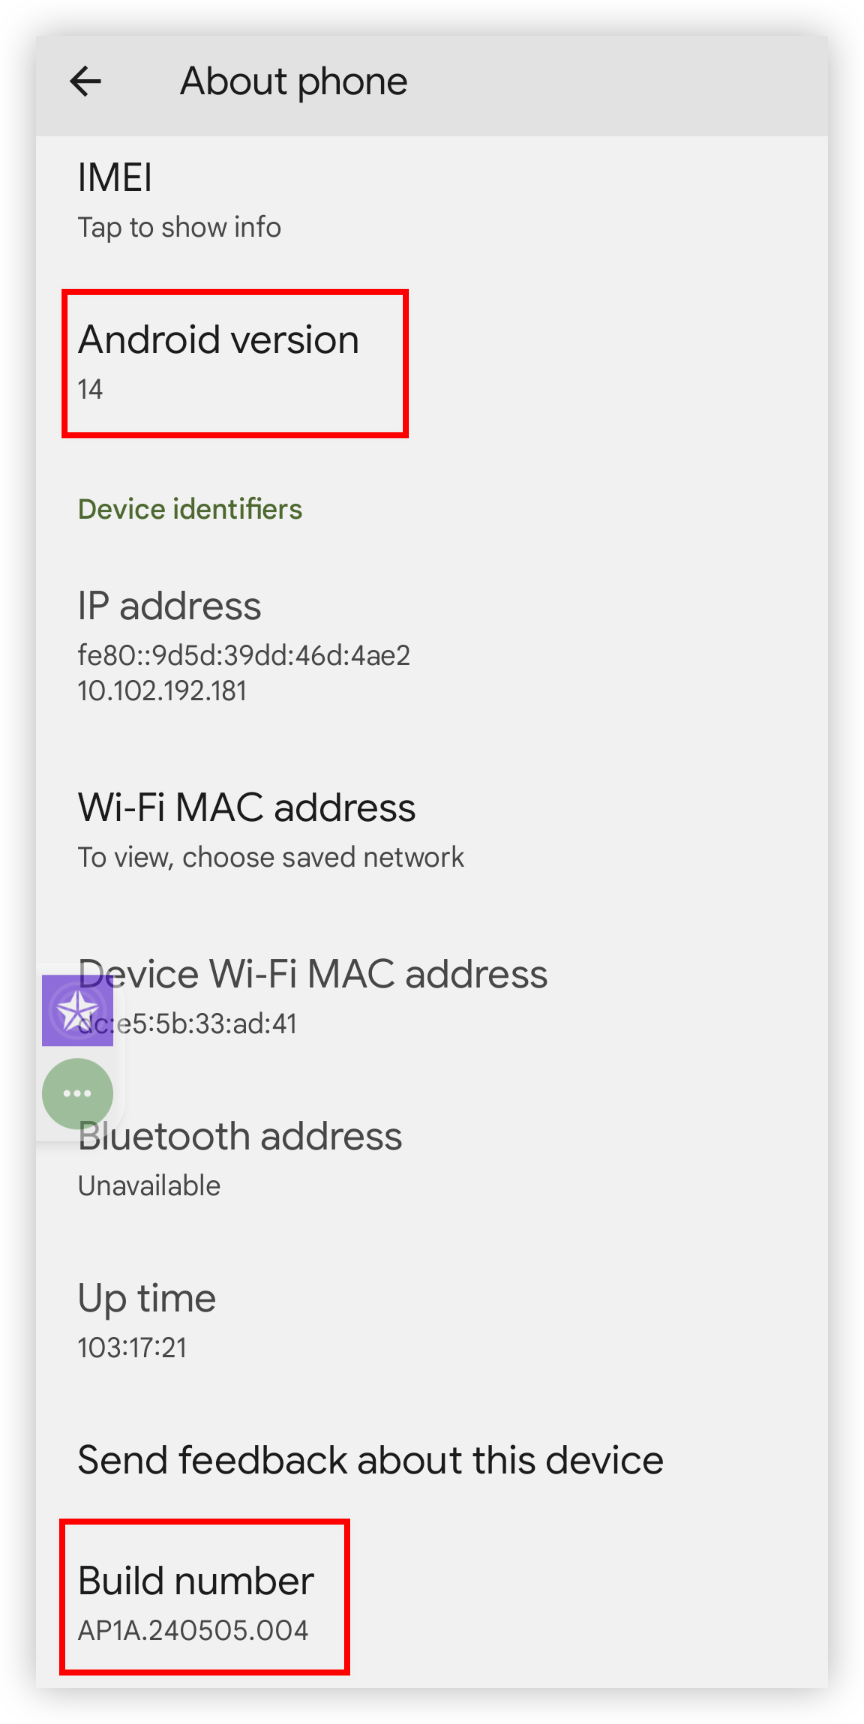 About phone
IMEI
Tap to show info
Android version
14
Device identifiers
IP address
fe80::9d5d:39dd:46d:4ae2
10.102.192.181
Wi-Fi MAC address
To view, choose saved network
Device Wi-Fi MAC address
dc:e5:5b:33:ad:41
Bluetooth address
Unavailable
Up time
103:17:21
Send feedback about this device
Build number
AP1A.240505.004